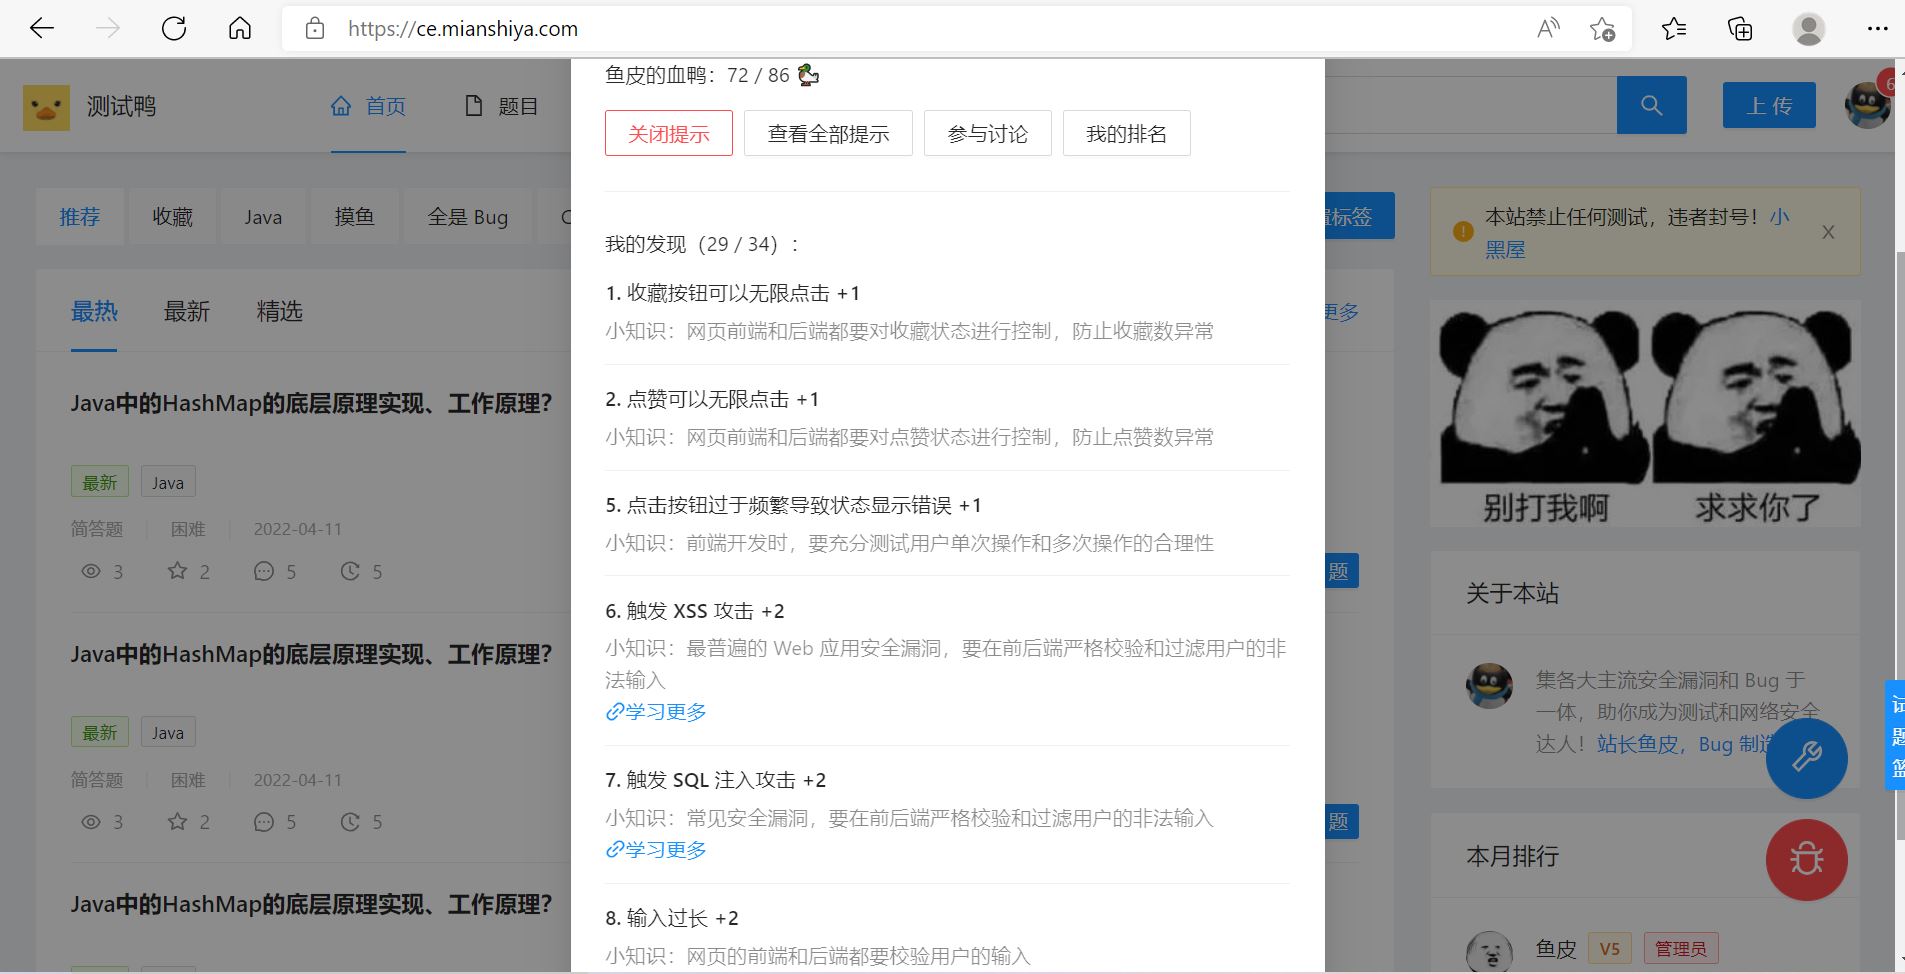 https://ce.mianshiya.com
测试鸭
首页
题目
上 传
6
推荐
收藏
Java
摸鱼
全是 Bug
最热
最新
精选
更多
Java中的HashMap的底层原理实现、工作原理？
最新 Java
简答题 困难 2022-04-11
3 2 5 5
题
Java中的HashMap的底层原理实现、工作原理？
最新 Java
简答题 困难 2022-04-11
3 2 5 5
题
Java中的HashMap的底层原理实现、工作原理？
鱼皮的血鸭：72 / 86
关闭提示
查看全部提示
参与讨论
我的排名
我的发现（29 / 34）：
1. 收藏按钮可以无限点击 +1
小知识：网页前端和后端都要对收藏状态进行控制，防止收藏数异常
2. 点赞可以无限点击 +1
小知识：网页前端和后端都要对点赞状态进行控制，防止点赞数异常
5. 点击按钮过于频繁导致状态显示错误 +1
小知识：前端开发时，要充分测试用户单次操作和多次操作的合理性
6. 触发 XSS 攻击 +2
小知识：最普遍的 Web 应用安全漏洞，要在前后端严格校验和过滤用户的非
法输入
学习更多
7. 触发 SQL 注入攻击 +2
小知识：常见安全漏洞，要在前后端严格校验和过滤用户的非法输入
学习更多
8. 输入过长 +2
小知识：网页的前端和后端都要校验用户的输入
标签
本站禁止任何测试，违者封号！小
黑屋
别打我啊 求求你了
关于本站
集各大主流安全漏洞和 Bug 于
一体，助你成为测试和网络安全
达人！站长鱼皮，Bug 制造
试
题
篮
本月排行
鱼皮 V5 管理员